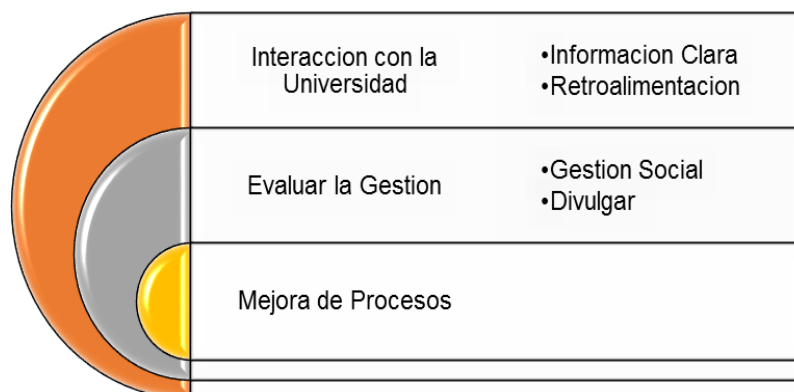 Interaccion con la
Universidad
•Informacion Clara
•Retroalimentacion
Evaluar la Gestion
•Gestion Social
•Divulgar
Mejora de Procesos